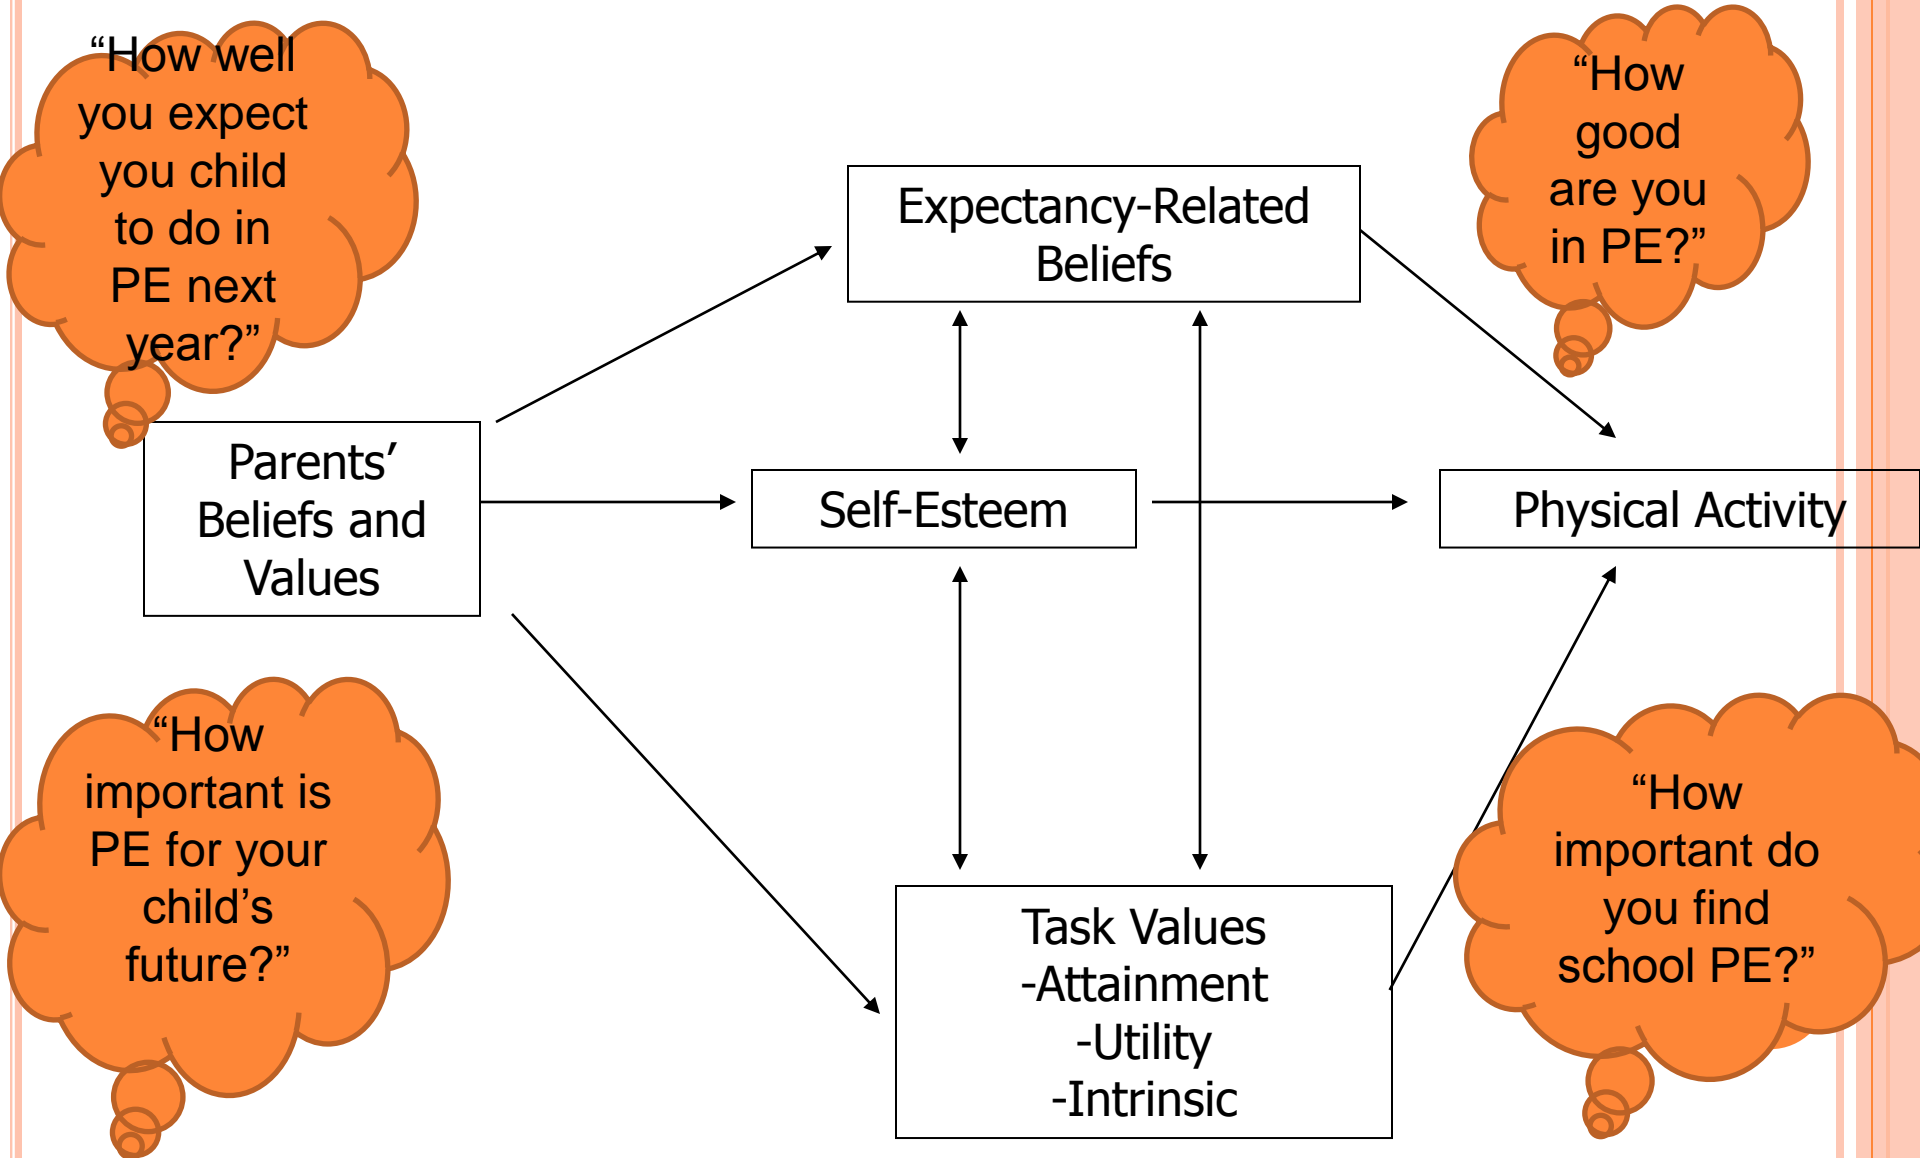 “How well
you expect
you child
to do in
PE next
year?”
“How
good
are you
in PE?”
Expectancy-Related
Beliefs
Parents’
Beliefs and
Values
Self-Esteem
Physical Activity
“How
important is
PE for your
child’s
future?”
“How
important do
you find
school PE?”
Task Values
-Attainment
-Utility
-Intrinsic